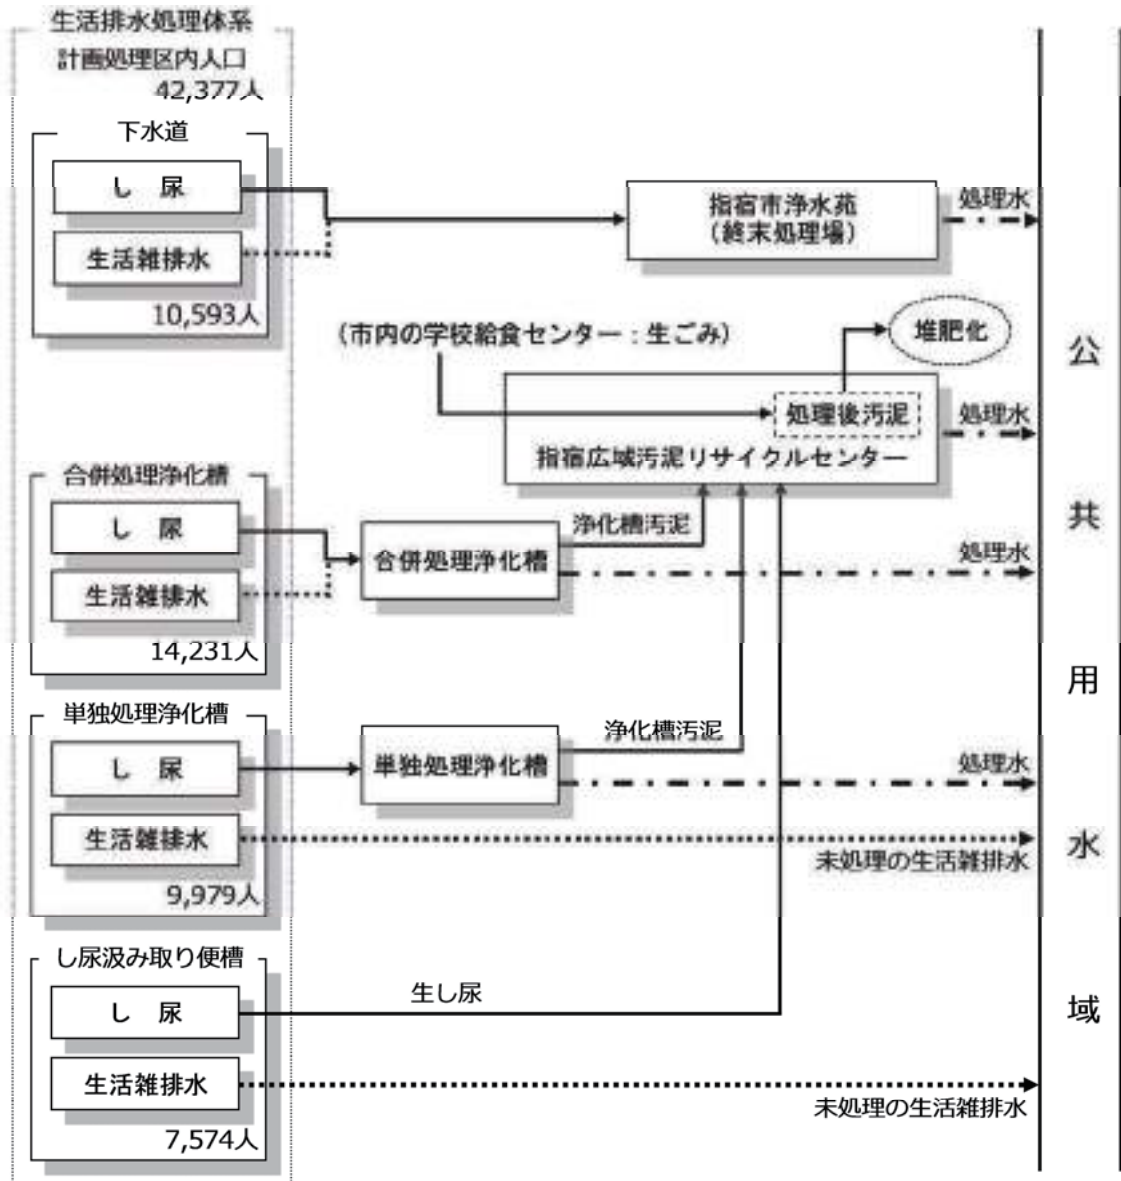 生活排水処理体系
計画処理区内人口
42,377人
下水道
し　尿
生活雑排水
10,593人
指宿市浄水苑
（終末処理場）
処理水
（市内の学校給食センター：生ごみ）
堆肥化
処理後汚泥
指宿広域汚泥リサイクルセンター
処理水
合併処理浄化槽
し　尿
生活雑排水
14,231人
合併処理浄化槽
浄化槽汚泥
処理水
単独処理浄化槽
し　尿
生活雑排水
9,979人
単独処理浄化槽
浄化槽汚泥
処理水
未処理の生活雑排水
し尿汲み取り便槽
し　尿
生活雑排水
7,574人
生し尿
未処理の生活雑排水
公共用水域